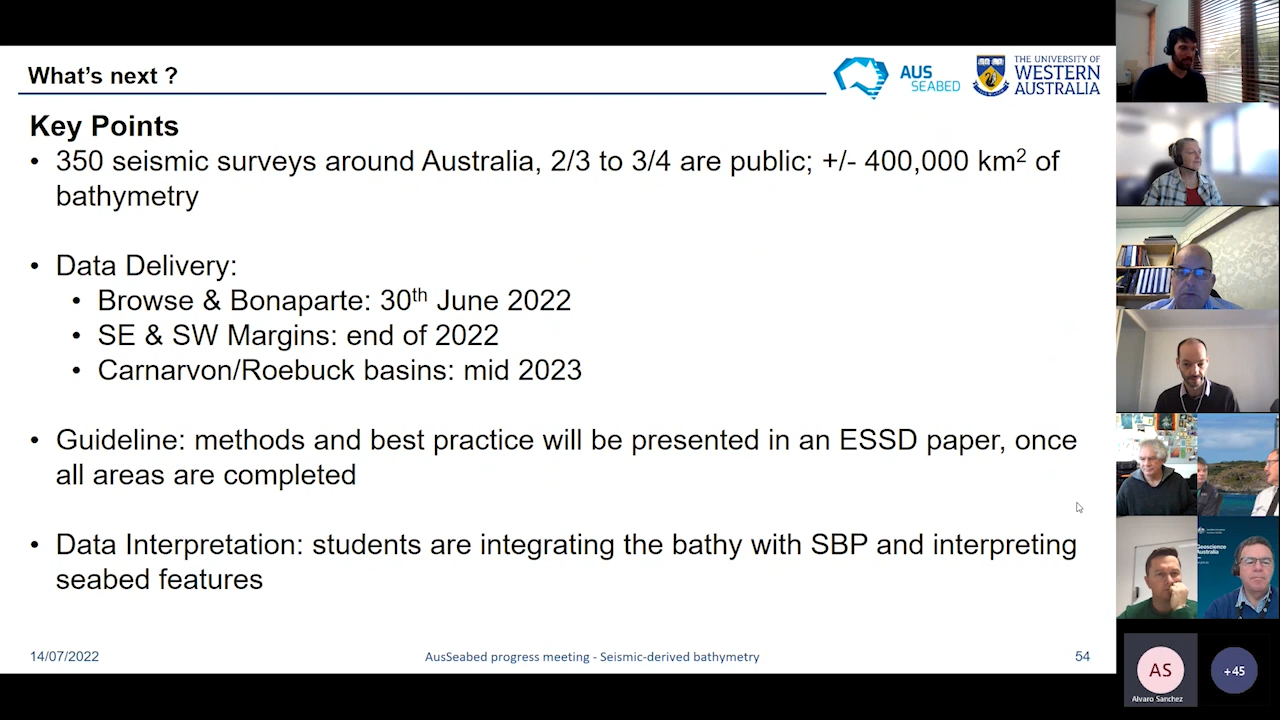 What's next ?
AUS
SEABED
THE UNIVERSITY OF
WESTERN
AUSTRALIA
Key Points
• 350 seismic surveys around Australia, 2/3 to 3/4 are public; +/- 400,000 km² of
bathymetry
• Data Delivery:
• Browse & Bonaparte: 30th June 2022
• SE & SW Margins: end of 2022
• Carnarvon/Roebuck basins: mid 2023
• Guideline: methods and best practice will be presented in an ESSD paper, once
all areas are completed
• Data Interpretation: students are integrating the bathy with SBP and interpreting
seabed features
14/07/2022
AusSeabed progress meeting - Seismic-derived bathymetry
54
Geoscience
Australia
AS
Alvaro Sanchez
+45